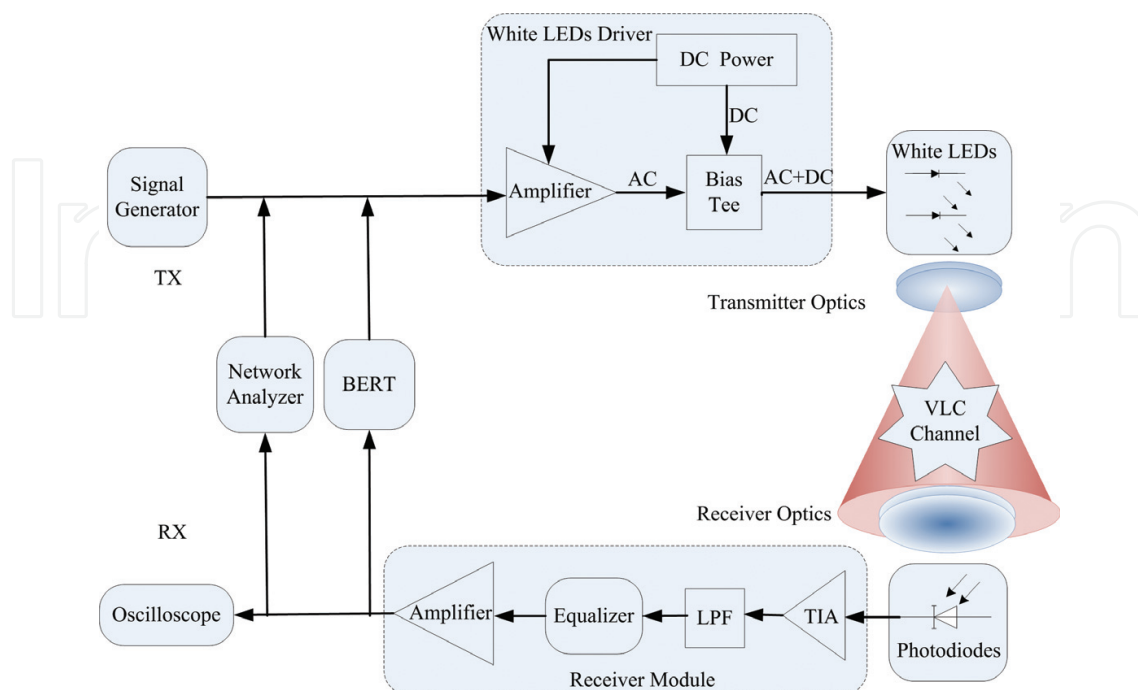 White LEDs Driver
DC Power
DC
Signal
Generator
Amplifier
AC
Bias
Tee
AC+DC
White LEDs
TX
Transmitter Optics
Network
Analyzer
BERT
VLC
Channel
RX
Receiver Optics
Oscilloscope
Amplifier
Equalizer
LPF
TIA
Photodiodes
Receiver Module